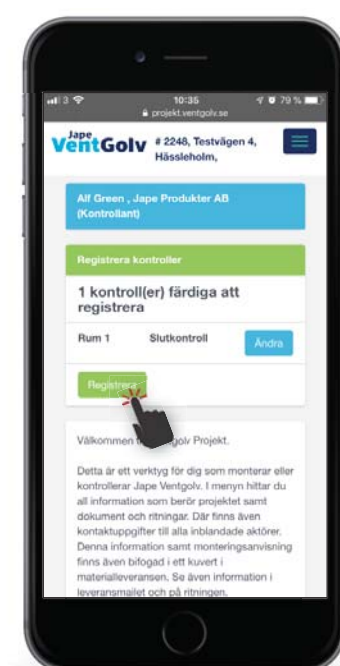 3
10:35
79 %
projekt.ventgolv.se
Jape
VentGolv
# 2248, Testvägen 4,
Hässleholm,
Alf Green , Jape Produkter AB
(Kontrollant)
Registrera kontroller
1 kontroll(er) färdiga att
registrera
Rum 1 Slutkontroll Ändra
Registrera
Välkommen Projekt.
Detta är ett verktyg för dig som monterar eller
kontrollerar Jape Ventgolv. I menyn hittar du
all information som berör projektet samt
dokument och ritningar. Där finns även
kontaktuppgifter till alla inblandade aktörer.
Denna information samt monteringsanvisning
finns även bifogad i ett kuvert i
materialleveransen. Se även information i
leveransmailet och på ritningen.